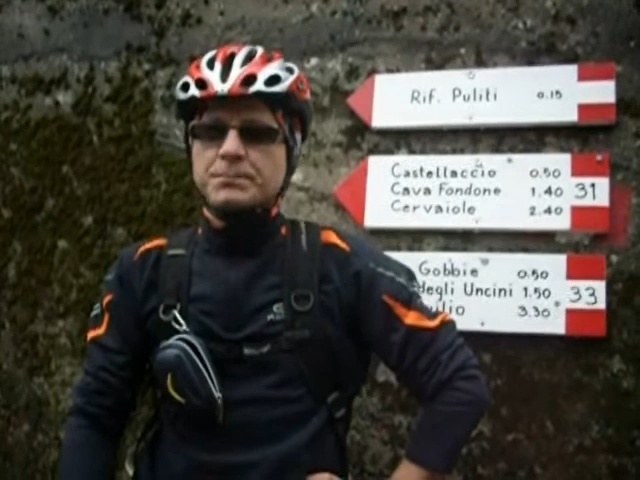 Rif. Puliti 0.15
Castellaccio 0.50
Cava Fondone 1.40
Cervaiole 2.40
31
Gobbie 0.50
degli Uncini 1.50
3.30
33